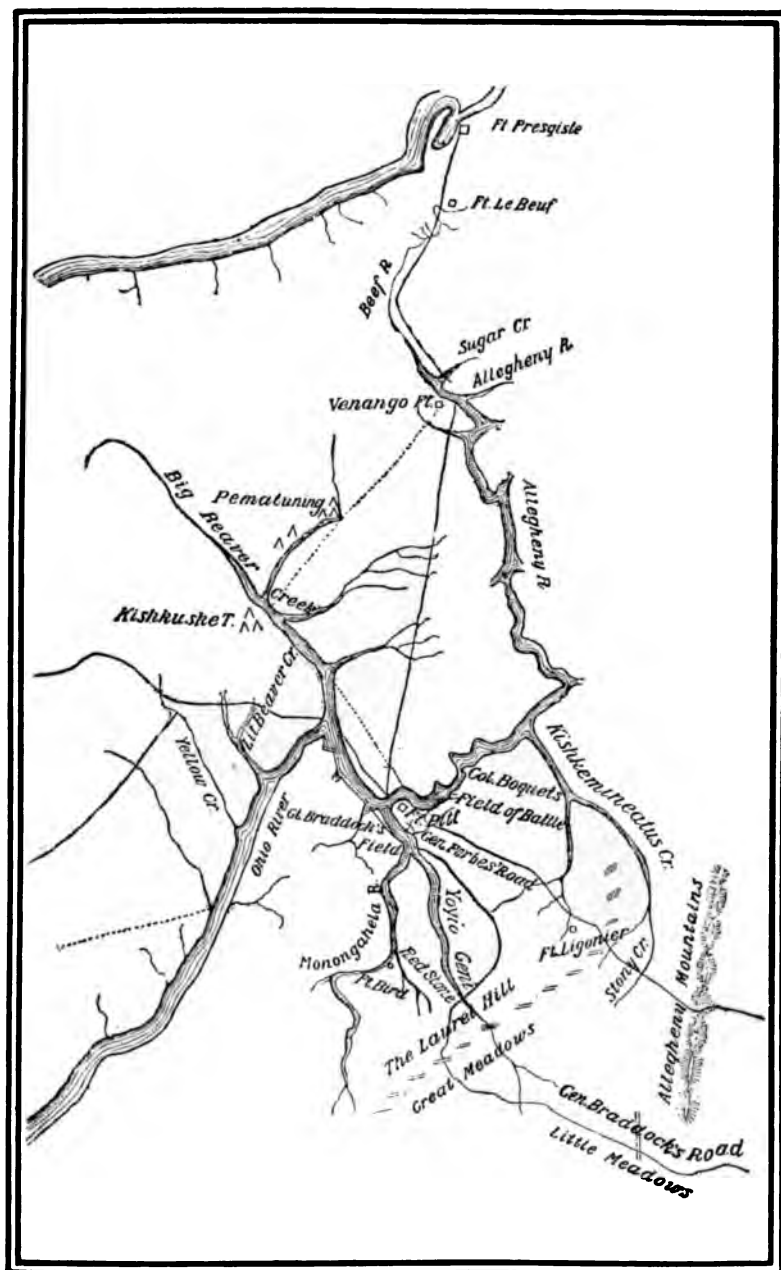 Ft Presqisle
Ft. Le Beuf
Beef R
Sugar Cr
Allegheny R.
Venango Ft.
Big Beaver
Creek
Pematuning
Allegheny R
Kishkuske T.
Lit. Beaver Cr.
Yellow Cr.
Ohio River
Kishkemineatus Cr.
Col. Boquets
Field of Battle
Ft. Pitt
Gen. Forbes' Road
Gl. Braddock's
Field
Monongahela R.
Yoyio Geni
Ft. Bird
Red Stone
Ft. Ligonier
Stony Cr.
Allegheny Mountains
The Laurel Hill
Great Meadows
Gen. Braddock's Road
Little Meadows